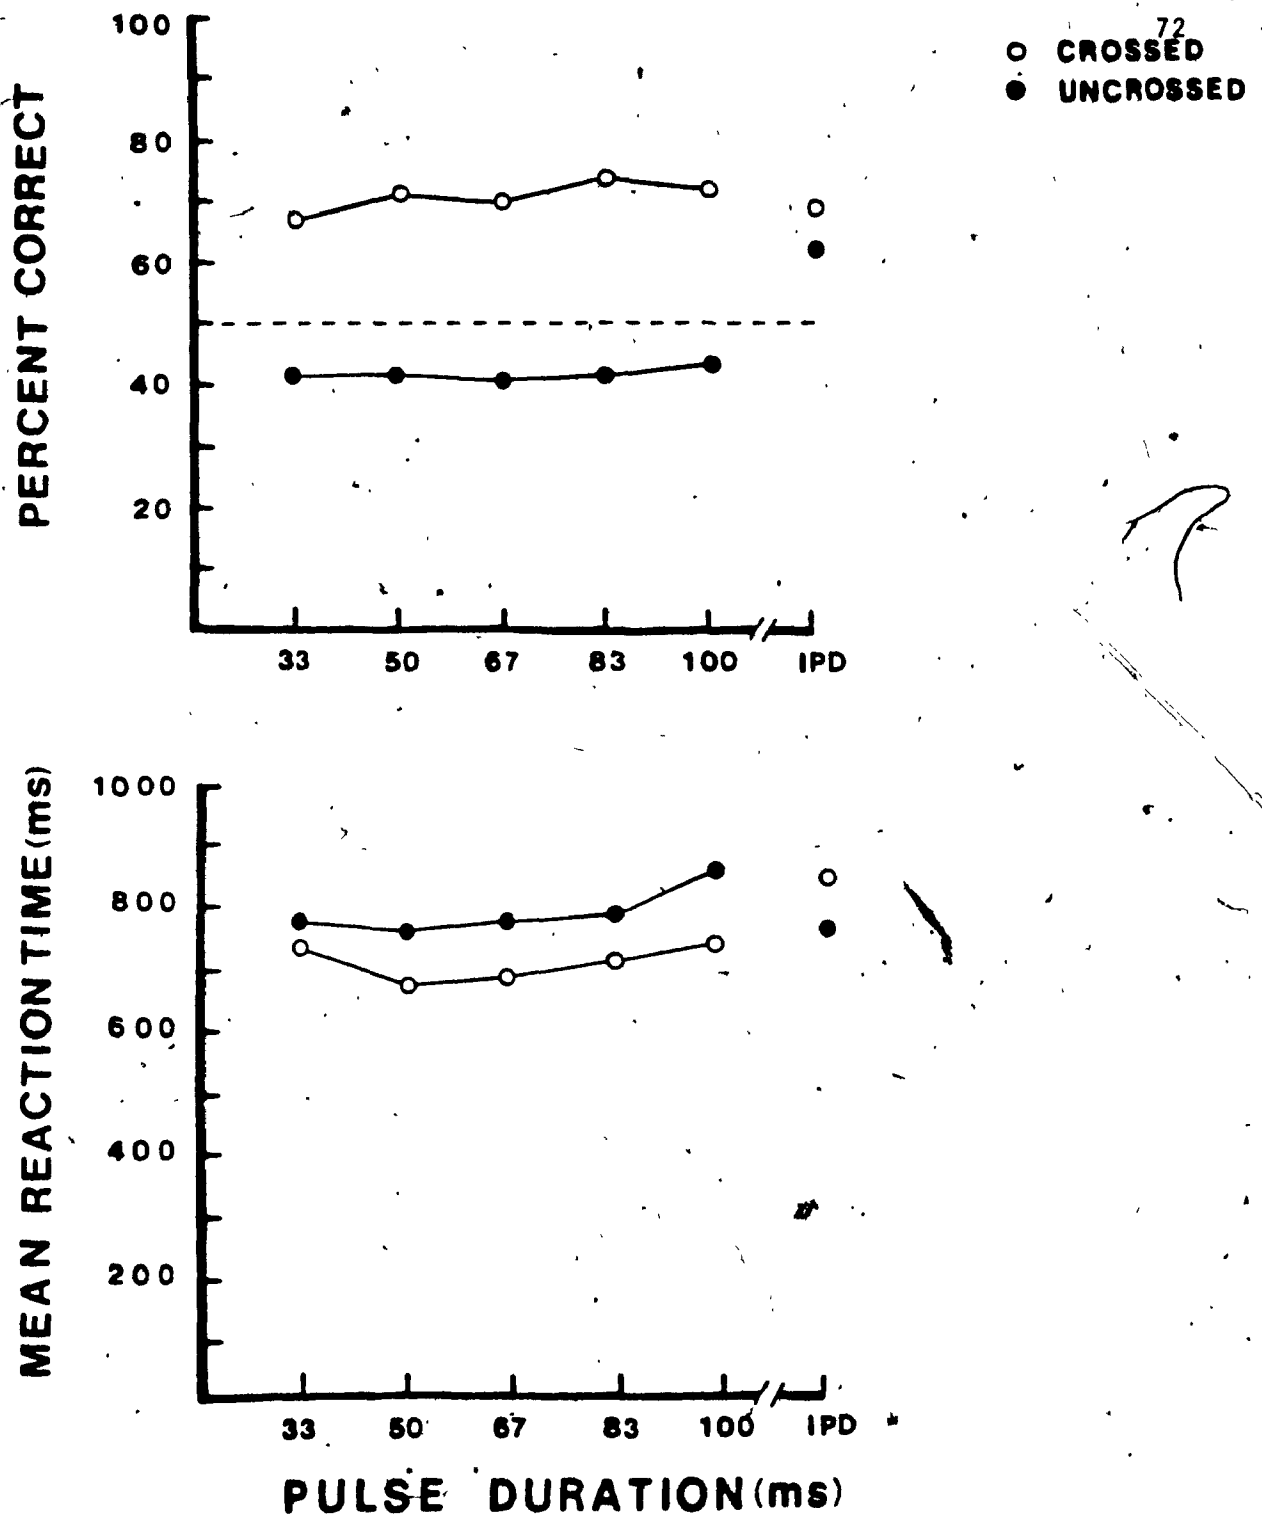 72
CROSSED
UNCROSSED
PERCENT CORRECT
100
80
60
40
20
33 50 67 83 100 IPD
MEAN REACTION TIME (ms)
1000
800
600
400
200
33 50 67 83 100 IPD
PULSE DURATION (ms)